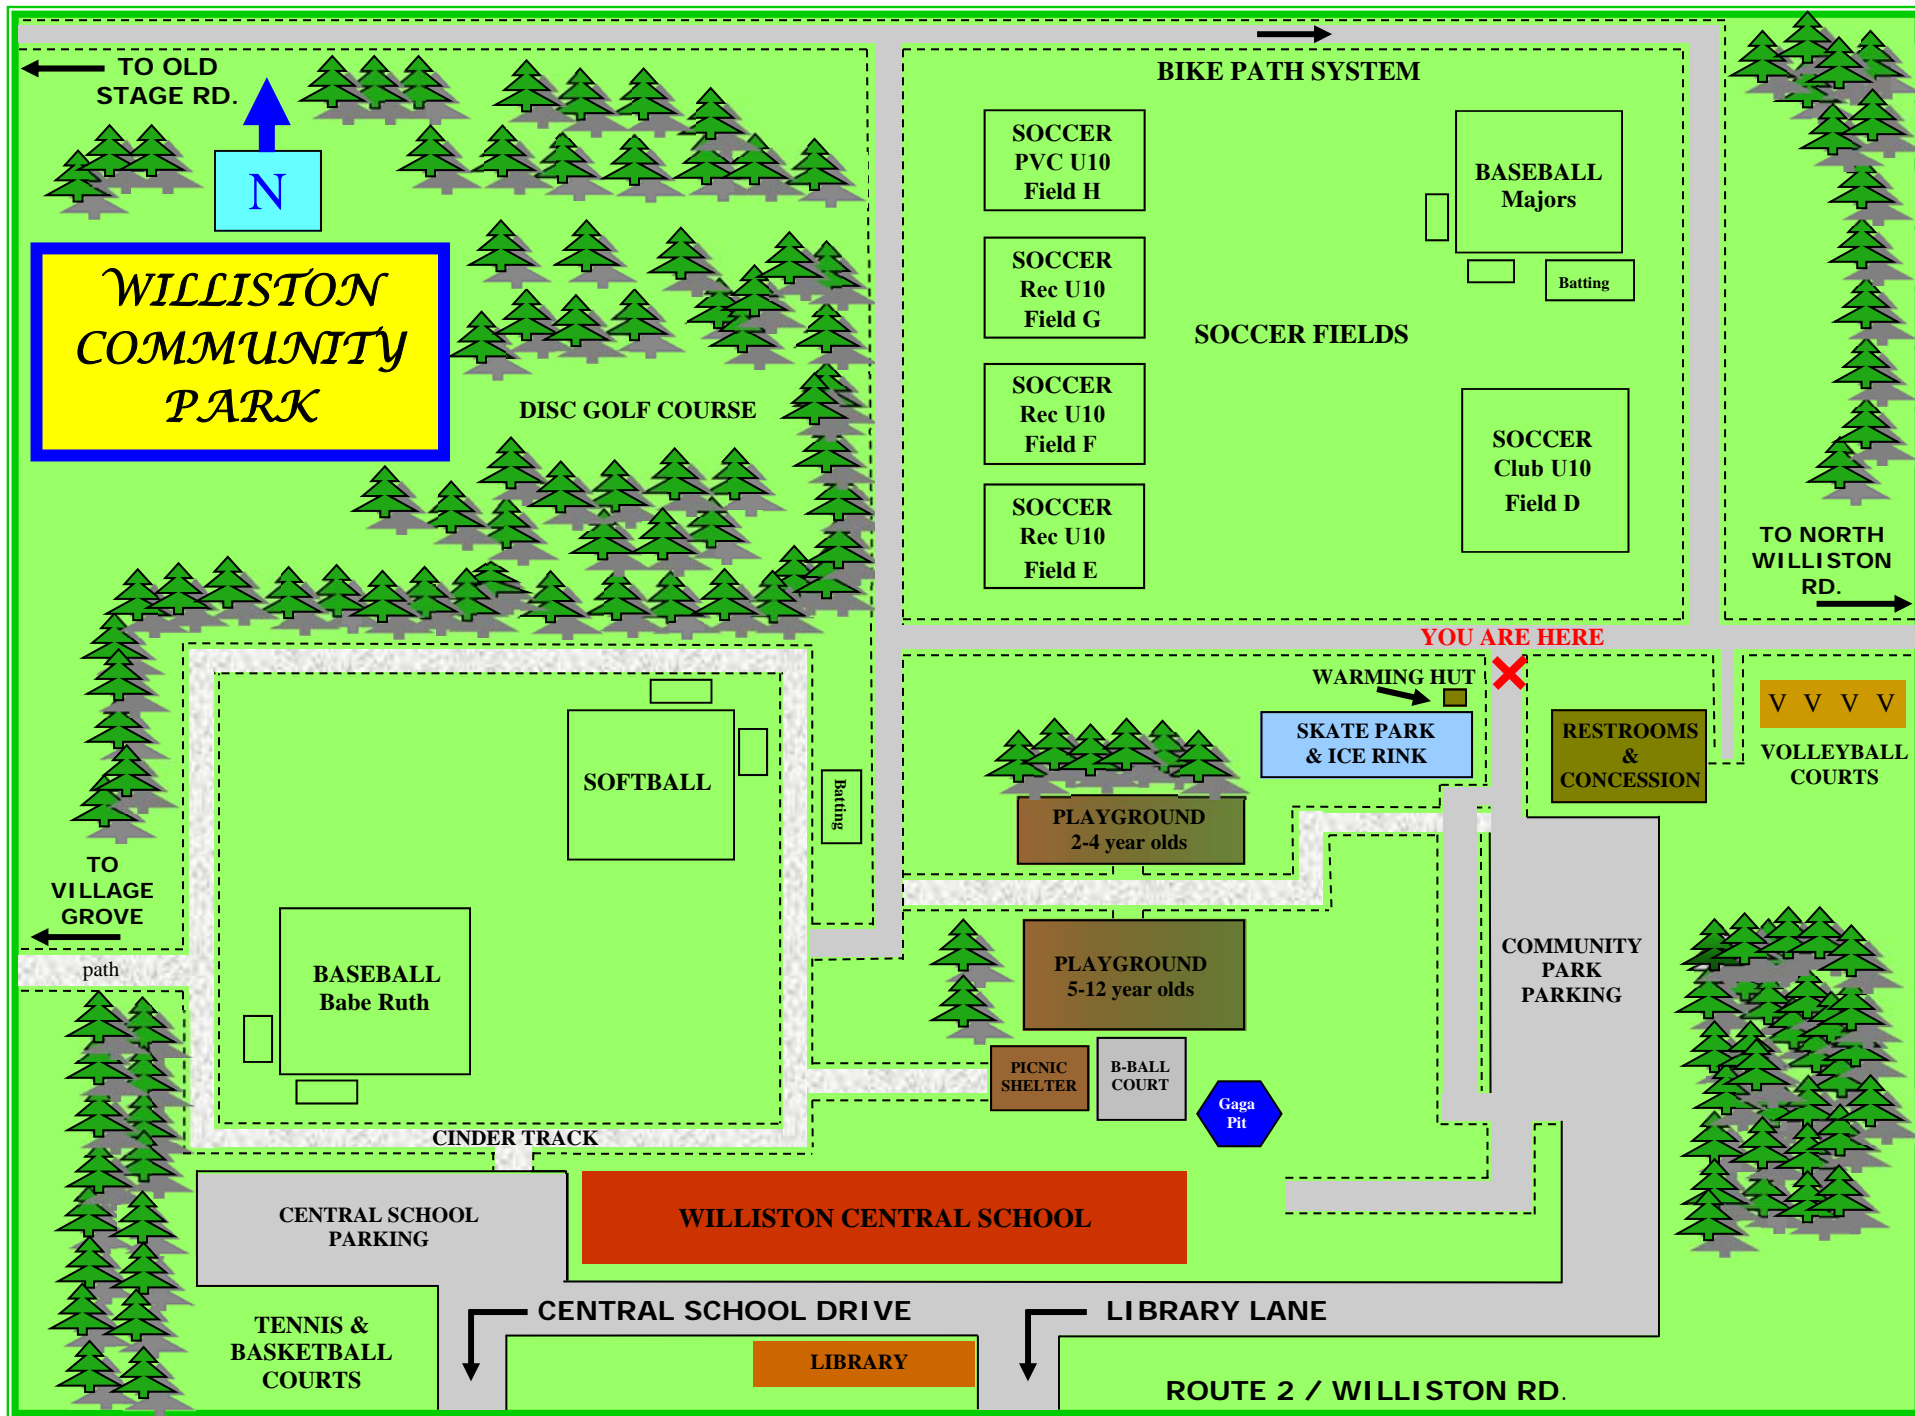 TO OLD
STAGE RD.
N
WILLISTON
COMMUNITY
PARK
DISC GOLF COURSE
BIKE PATH SYSTEM
SOCCER
PVC U10
Field H
BASEBALL
Majors
Batting
SOCCER
Rec U10
Field G
SOCCER FIELDS
SOCCER
Rec U10
Field F
SOCCER
Club U10
Field D
SOCCER
Rec U10
Field E
TO NORTH
WILLISTON
RD.
YOU ARE HERE
WARMING HUT
SKATE PARK
& ICE RINK
RESTROOMS
&
CONCESSION
V V V V
VOLLEYBALL
COURTS
SOFTBALL
Batting
PLAYGROUND
2-4 year olds
TO
VILLAGE
GROVE
path
BASEBALL
Babe Ruth
PLAYGROUND
5-12 year olds
COMMUNITY
PARK
PARKING
PICNIC
SHELTER
B-BALL
COURT
Gaga
Pit
CINDER TRACK
CENTRAL SCHOOL
PARKING
WILLISTON CENTRAL SCHOOL
CENTRAL SCHOOL DRIVE
LIBRARY LANE
TENNIS &
BASKETBALL
COURTS
LIBRARY
ROUTE 2 / WILLISTON RD.